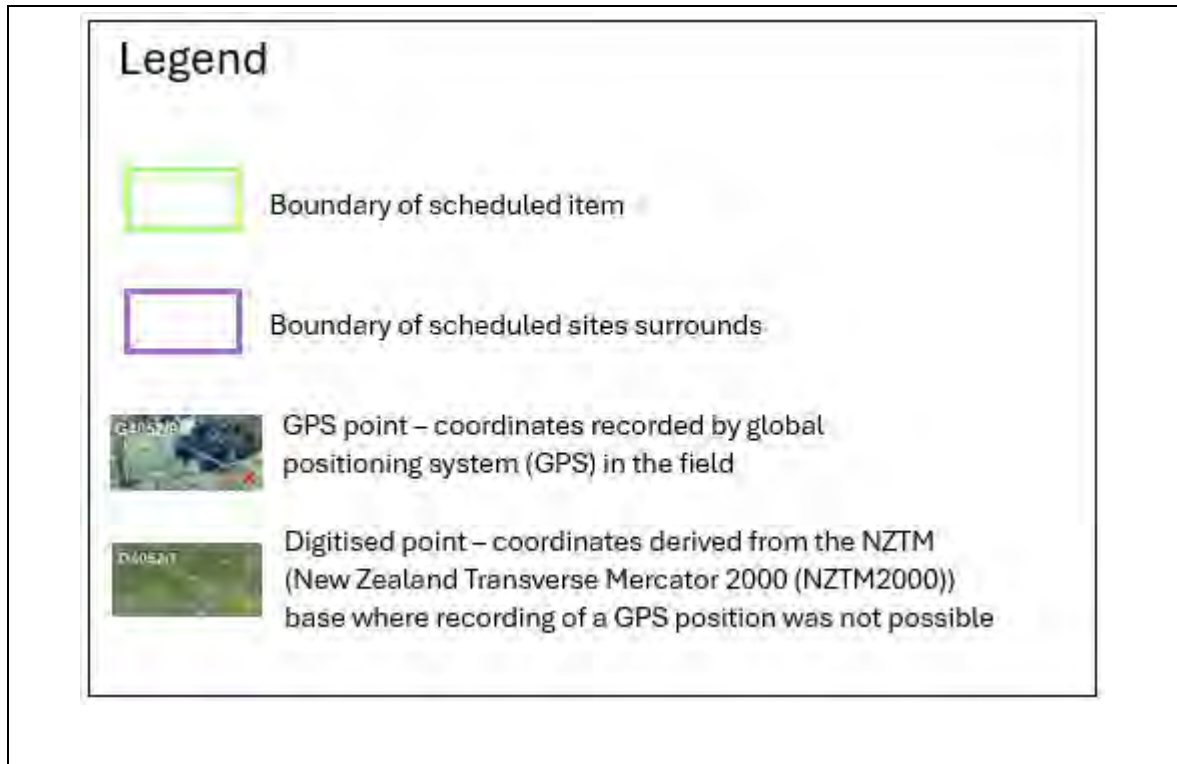 Legend
Boundary of scheduled item
Boundary of scheduled sites surrounds
GPS point – coordinates recorded by global
positioning system (GPS) in the field
Digitised point – coordinates derived from the NZTM
(New Zealand Transverse Mercator 2000 (NZTM2000))
base where recording of a GPS position was not possible